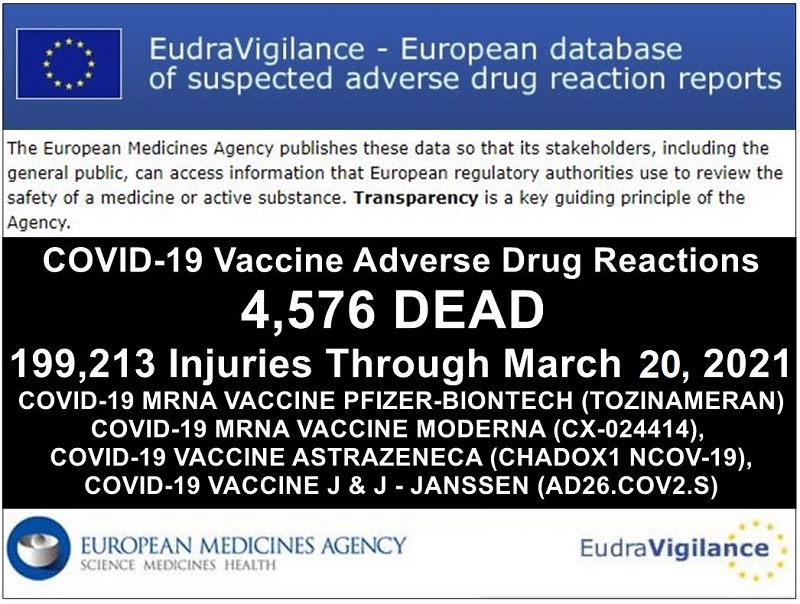 EudraVigilance - European database
of suspected adverse drug reaction reports
The European Medicines Agency publishes these data so that its stakeholders, including the
general public, can access information that European regulatory authorities use to review the
safety of a medicine or active substance. Transparency is a key guiding principle of the
Agency.
COVID-19 Vaccine Adverse Drug Reactions
4,576 DEAD
199,213 Injuries Through March 20, 2021
COVID-19 MRNA VACCINE PFIZER-BIONTECH (TOZINAMERAN)
COVID-19 MRNA VACCINE MODERNA (CX-024414),
COVID-19 VACCINE ASTRAZENECA (CHADOX1 NCOV-19),
COVID-19 VACCINE J & J - JANSSEN (AD26.COV2.S)
EUROPEAN MEDICINES AGENCY
SCIENCE MEDICINES HEALTH
EudraVigilance